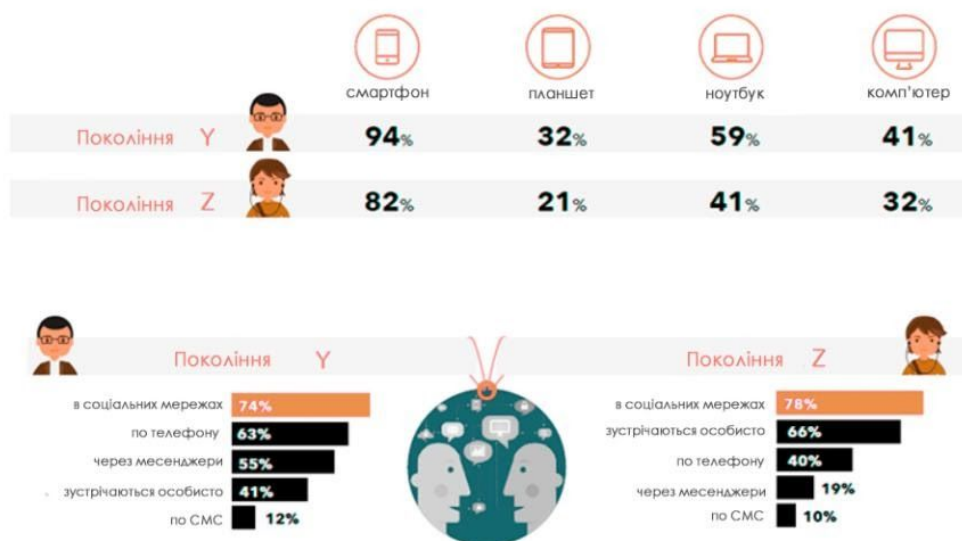 смартфон планшет ноутбук комп'ютер
Покоління Y 94% 32% 59% 41%
Покоління Z 82% 21% 41% 32%
Покоління Y
в соціальних мережах 74%
по телефону 63%
через месенджери 55%
зустрічаються особисто 41%
по СМС 12%
Покоління Z
в соціальних мережах 78%
зустрічаються особисто 66%
по телефону 40%
через месенджери 19%
по СМС 10%